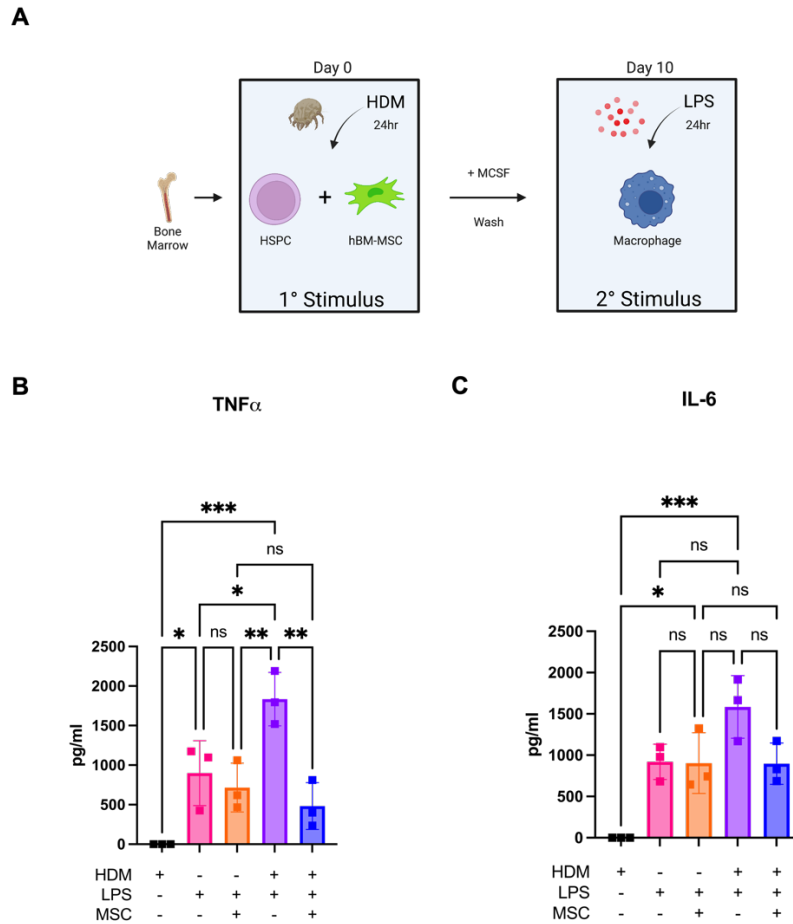 A
Day 0
Day 10
HDM
24hr
LPS
24hr
+
+ MCSF
Wash
Bone
Marrow
HSPC
hBM-MSC
Macrophage
1° Stimulus
2° Stimulus
B
TNFα
***
ns
*
*
ns
**
**
2500
2000
1500
1000
500
0
pg/ml
HDM + - - + +
LPS - + + + +
MSC - - + - +
C
IL-6
***
ns
*
ns
ns
ns
ns
2500
2000
1500
1000
500
0
pg/ml
HDM + - - + +
LPS - + + + +
MSC - - + - +